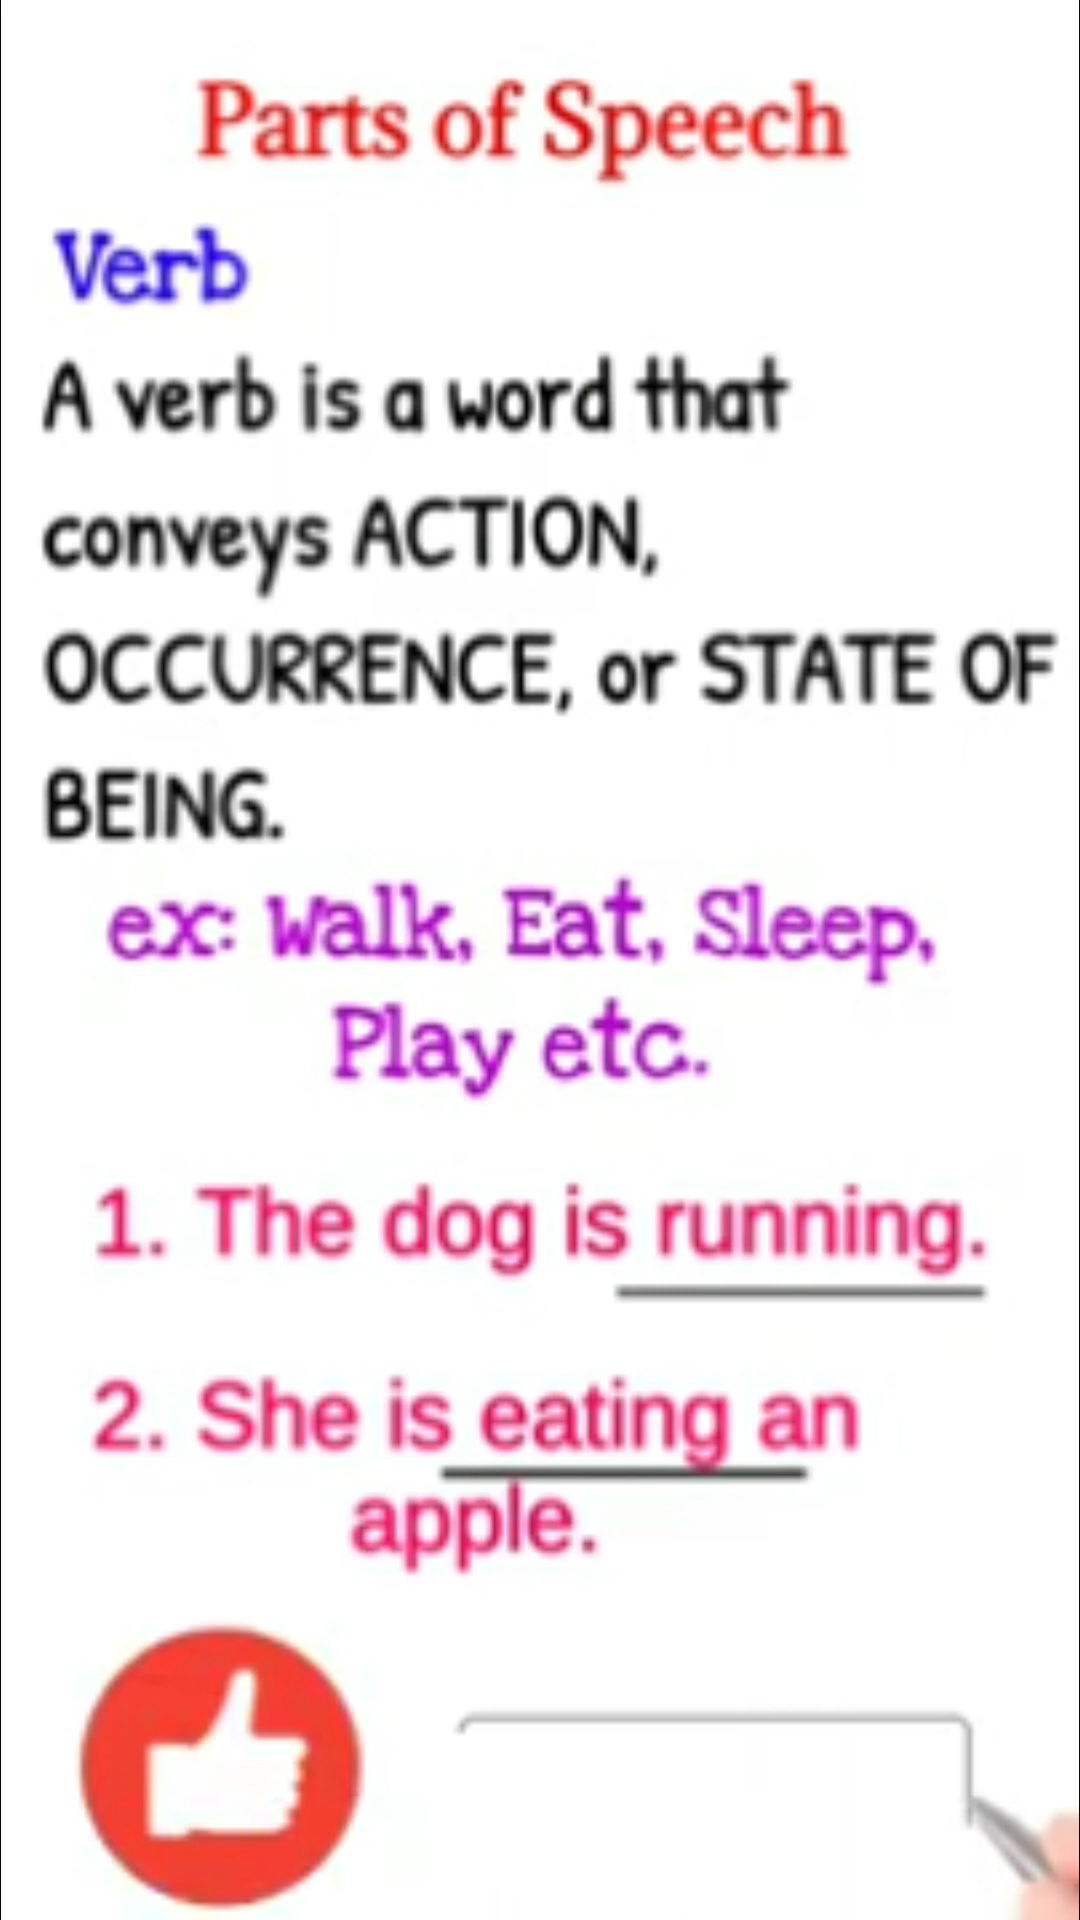 Parts of Speech
Verb
A verb is a word that
conveys ACTION,
OCCURRENCE, or STATE OF
BEING.
ex: Walk, Eat, Sleep,
Play etc.
1. The dog is running.
2. She is eating an
apple.